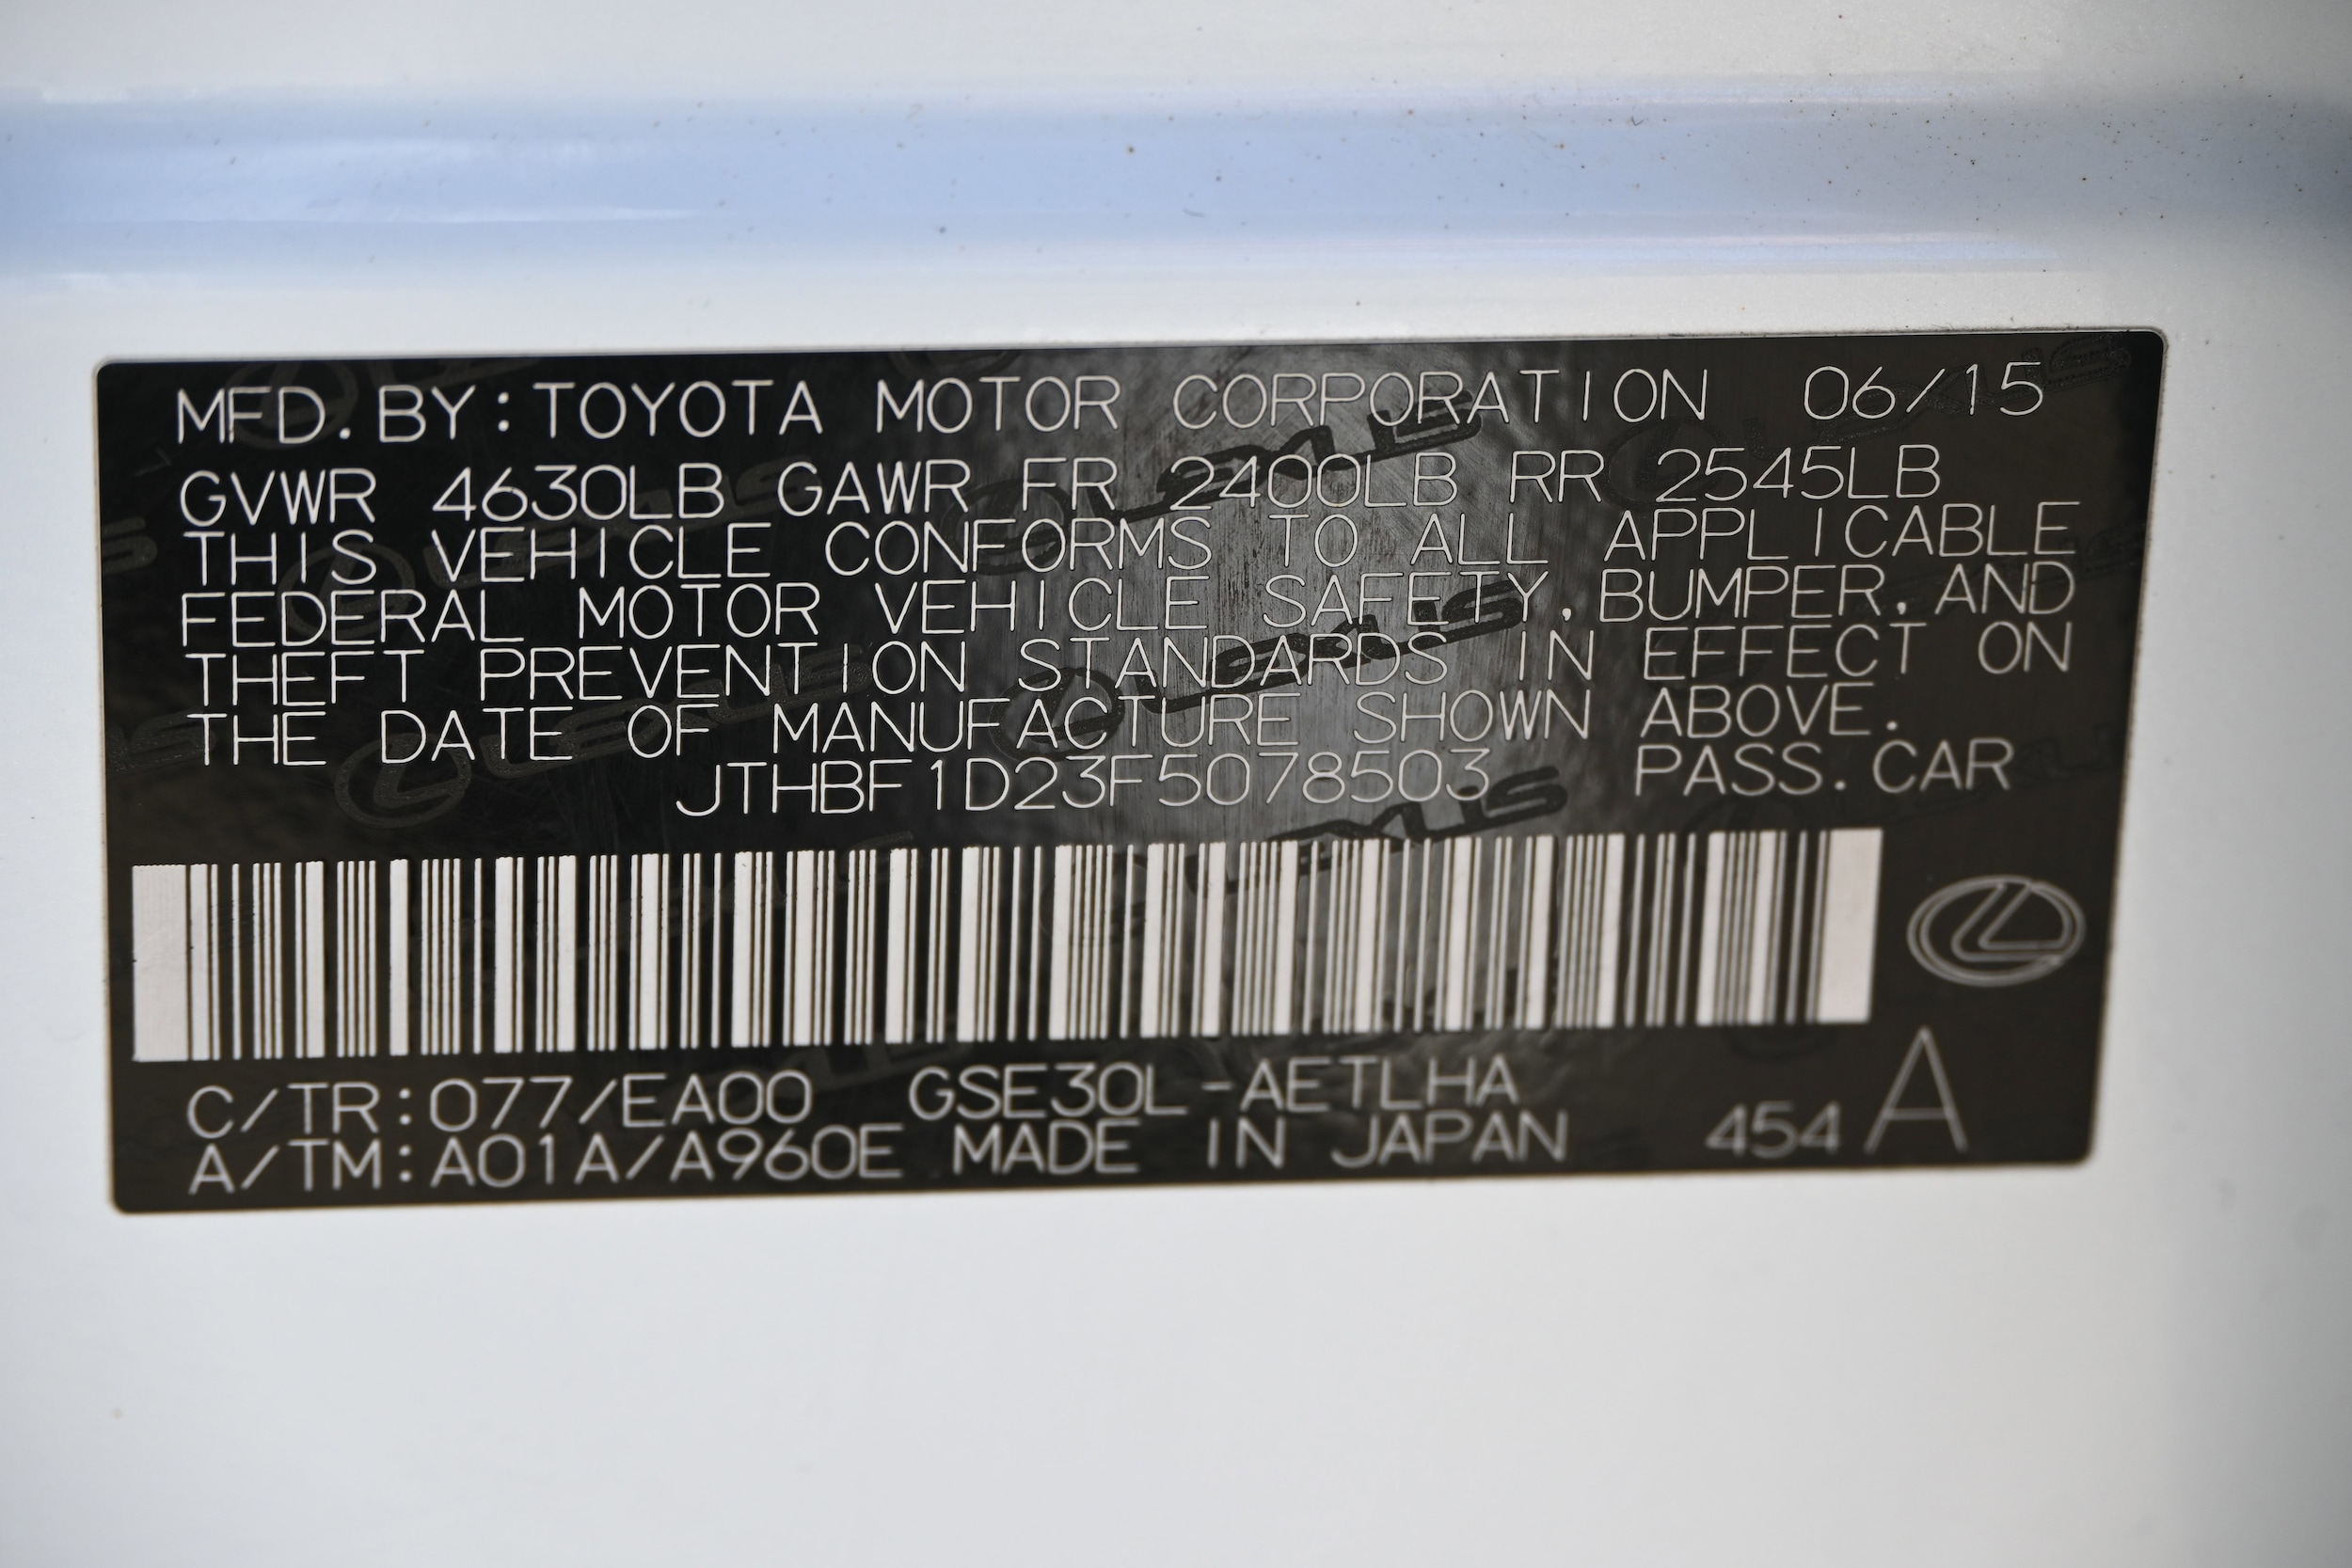 MFD. BY: TOYOTA MOTOR CORPORATION 06/15
GVWR 4630LB GAWR FR 2400LB RR 2545LB
THIS VEHICLE CONFORMS TO ALL APPLICABLE
FEDERAL MOTOR VEHICLE SAFETY, BUMPER, AND
THEFT PREVENTION STANDARDS IN EFFECT ON
THE DATE OF MANUFACTURE SHOWN ABOVE.
JTHBF1D23F5078503 PASS. CAR
C/TR: 077/EA00 GSE30L-AETLHA
A/TM: A01A/A960E MADE IN JAPAN 454 A